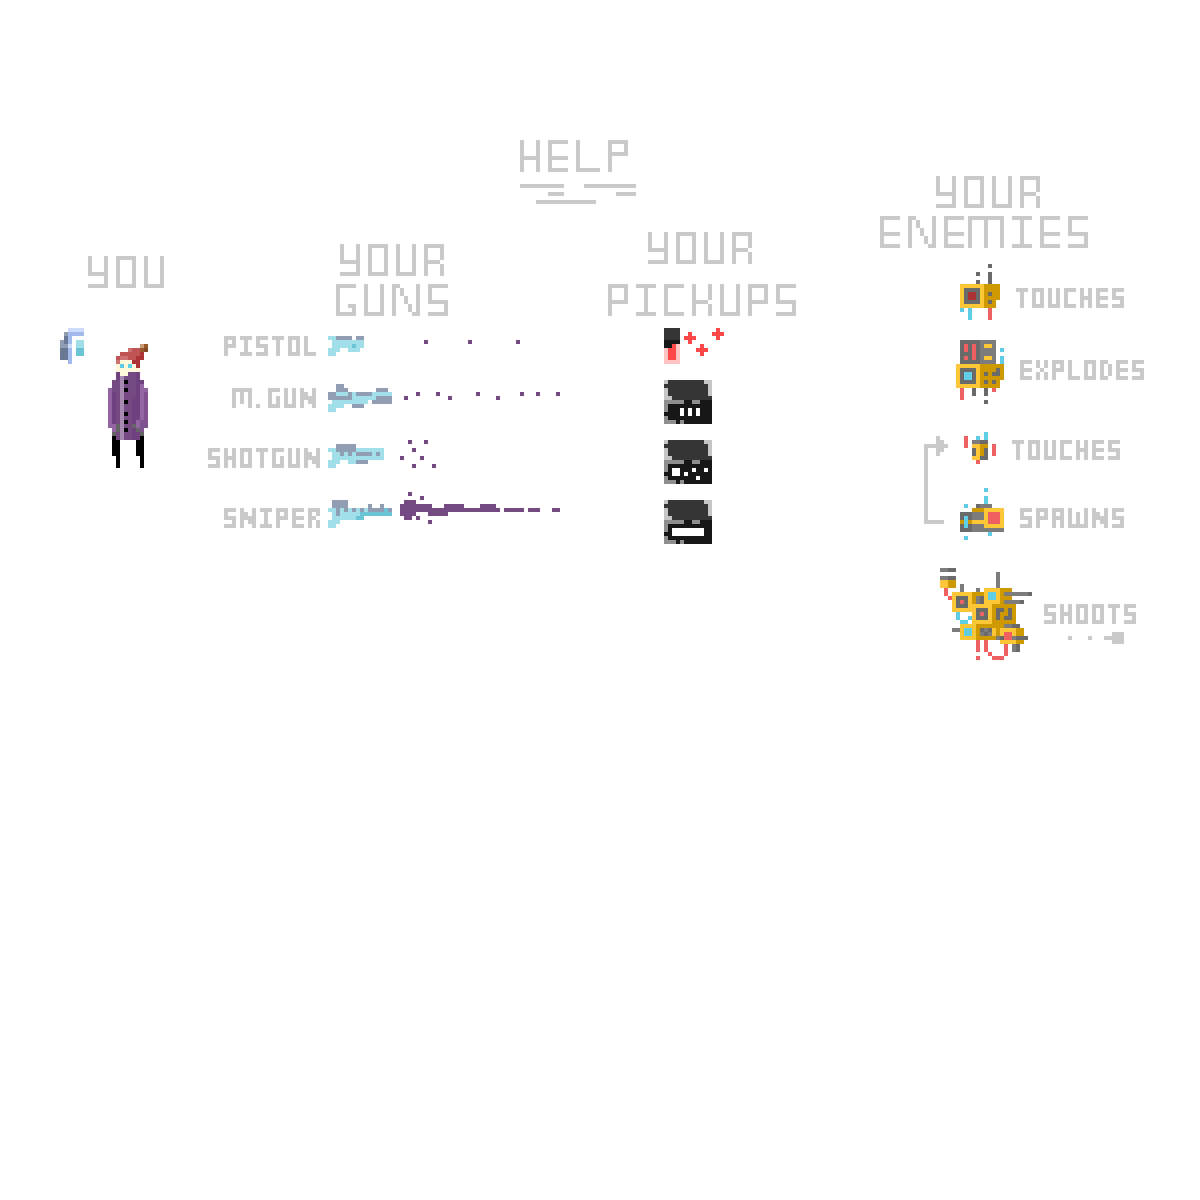 HELP
YOU
YOUR
GUNS
PISTOL
M.GUN
SHOTGUN
SNIPER
YOUR
PICKUPS
YOUR
ENEMIES
TOUCHES
EXPLODES
TOUCHES
SPAWNS
SHOOTS